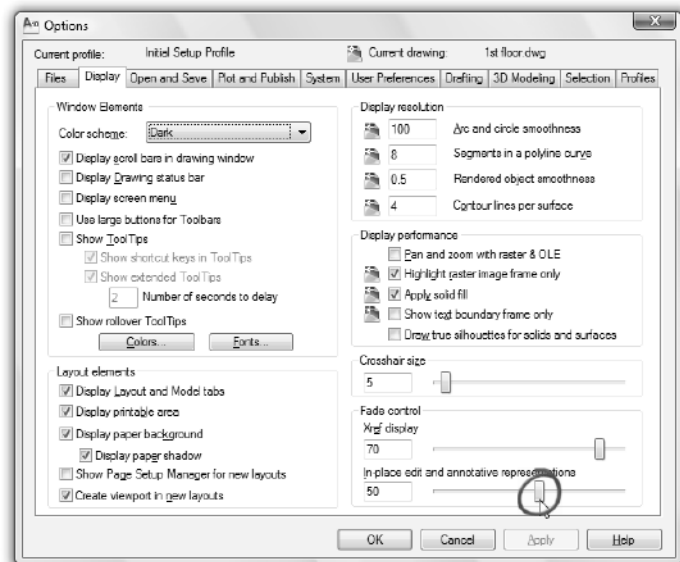 Options
Current profile: Initial Setup Profile Current drawing: 1st floor.dwg
Files Display Open and Save Plot and Publish System User Preferences Drafting 3D Modeling Selection Profiles
Window Elements
Color scheme: Dark
Display scroll bars in drawing window
Display Drawing status bar
Display screen menu
Use large buttons for Toolbars
Show ToolTips
Show shortcut keys in ToolTips
Show extended ToolTips
2 Number of seconds to delay
Show rollover ToolTips
Colors... Fonts...
Layout elements
Display Layout and Model tabs
Display printable area
Display paper background
Display paper shadow
Show Page Setup Manager for new layouts
Create viewport in new layouts
Display resolution
100 Arc and circle smoothness
8 Segments in a polyline curve
0.5 Rendered object smoothness
4 Contour lines per surface
Display performance
Pan and zoom with raster & OLE
Highlight raster image frame only
Apply solid fill
Show text boundary frame only
Draw true silhouettes for solids and surfaces
Crosshair size
5
Fade control
Xref display
70
In-place edit and annotative representations
50
OK Cancel Apply Help